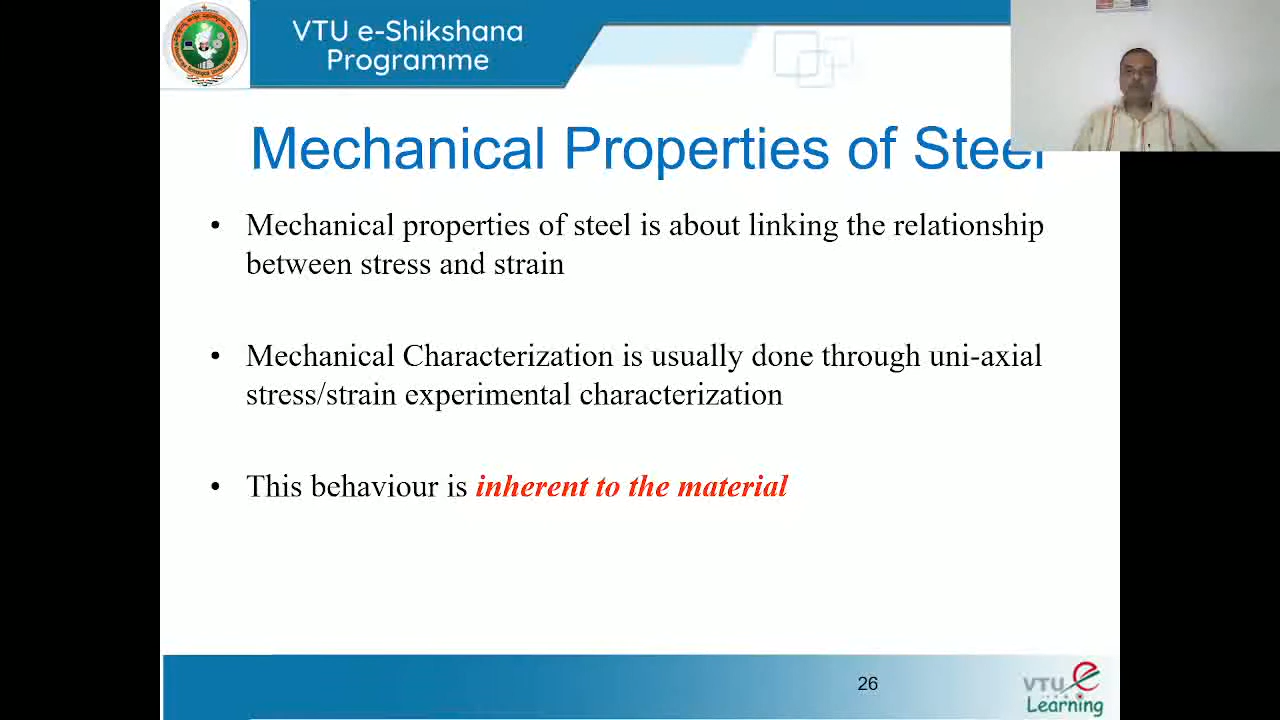 VTU e-Shikshana
Programme
Mechanical Properties of Steel
• Mechanical properties of steel is about linking the relationship
between stress and strain
• Mechanical Characterization is usually done through uni-axial
stress/strain experimental characterization
• This behaviour is inherent to the material
26
VTU e
Learning